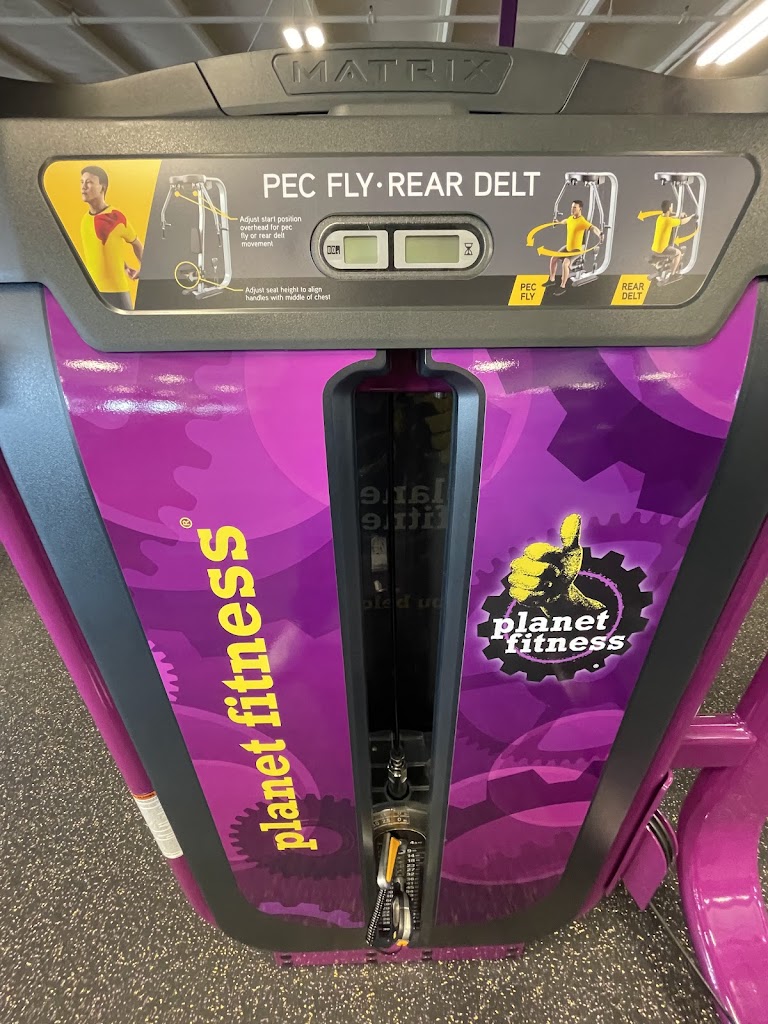 MATRIX
PEC FLY · REAR DELT
Adjust start position
overhead for pec
fly or rear delt
movement
Adjust seat height to align
handles with middle of chest
PEC
FLY
REAR
DELT
planet fitness®
planet
fitness